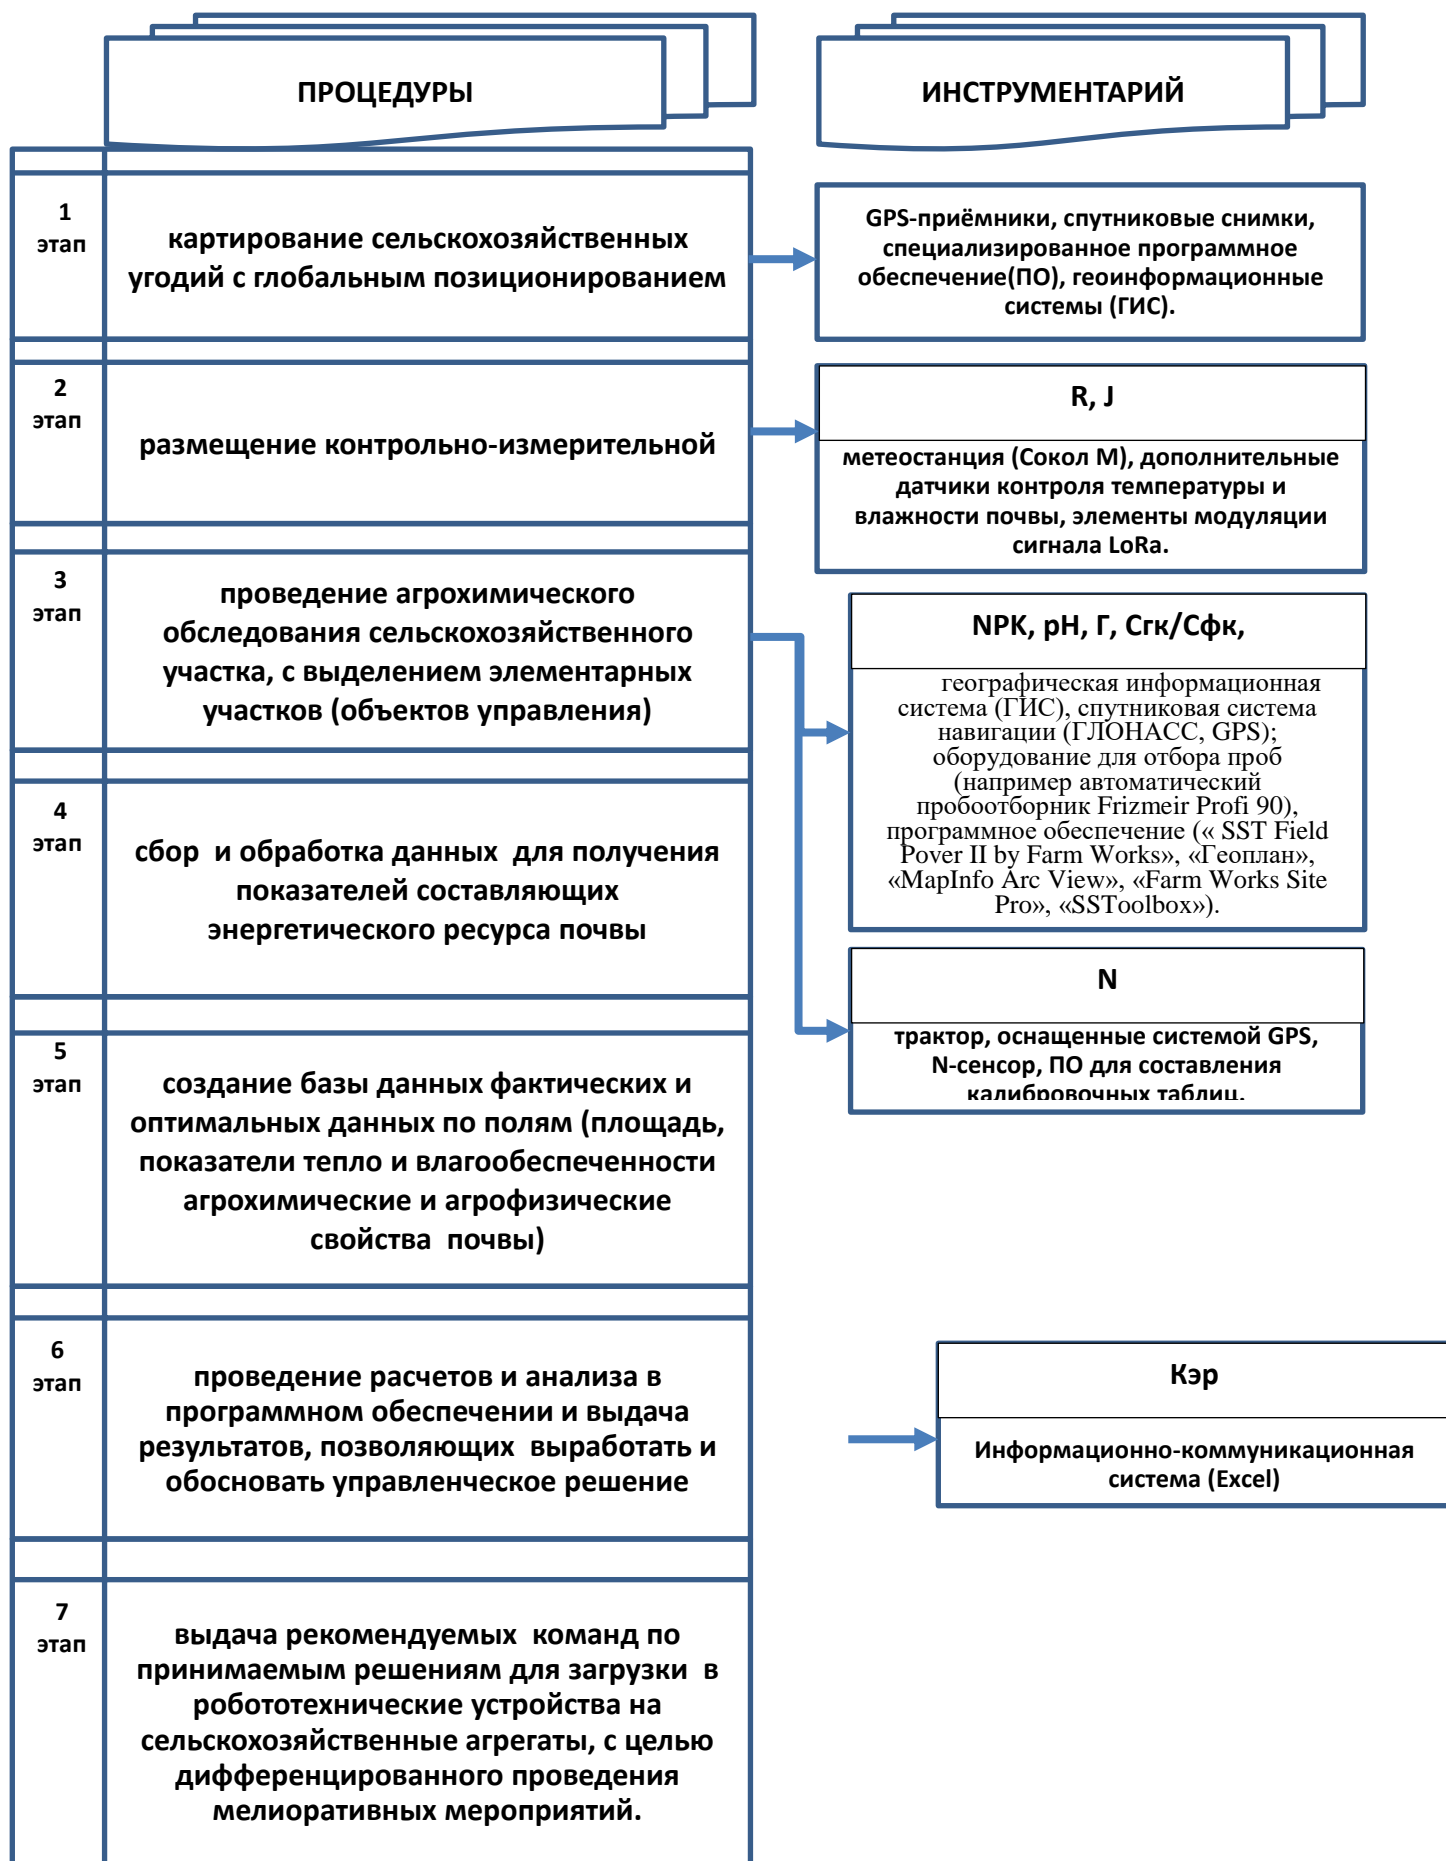 ПРОЦЕДУРЫ
ИНСТРУМЕНТАРИЙ
1
этап
картирование сельскохозяйственных
угодий с глобальным позиционированием
GPS-приёмники, спутниковые снимки,
специализированное программное
обеспечение(ПО), геоинформационные
системы (ГИС).
2
этап
размещение контрольно-измерительной
R, J
метеостанция (Сокол М), дополнительные
датчики контроля температуры и
влажности почвы, элементы модуляции
сигнала LoRa.
3
этап
проведение агрохимического
обследования сельскохозяйственного
участка, с выделением элементарных
участков (объектов управления)
NPK, pH, Г, Сгк/Сфк,
географическая информационная
система (ГИС), спутниковая система
навигации (ГЛОНАСС, GPS);
оборудование для отбора проб
(например автоматический
пробоотборник Frizmeir Profi 90),
программное обеспечение (« SST Field
Pover II by Farm Works», «Геоплан»,
«MapInfo Arc View», «Farm Works Site
Pro», «SSToolbox»).
4
этап
сбор  и обработка данных  для получения
показателей составляющих
энергетического ресурса почвы
N
трактор, оснащенные системой GPS,
N-сенсор, ПО для составления
калибровочных таблиц.
5
этап
создание базы данных фактических и
оптимальных данных по полям (площадь,
показатели тепло и влагообеспеченности
агрохимические и агрофизические
свойства  почвы)
6
этап
проведение расчетов и анализа в
программном обеспечении и выдача
результатов, позволяющих  выработать и
обосновать управленческое решение
Кэр
Информационно-коммуникационная
система (Excel)
7
этап
выдача рекомендуемых  команд по
принимаемым решениям для загрузки  в
робототехнические устройства на
сельскохозяйственные агрегаты, с целью
дифференцированного проведения
мелиоративных мероприятий.